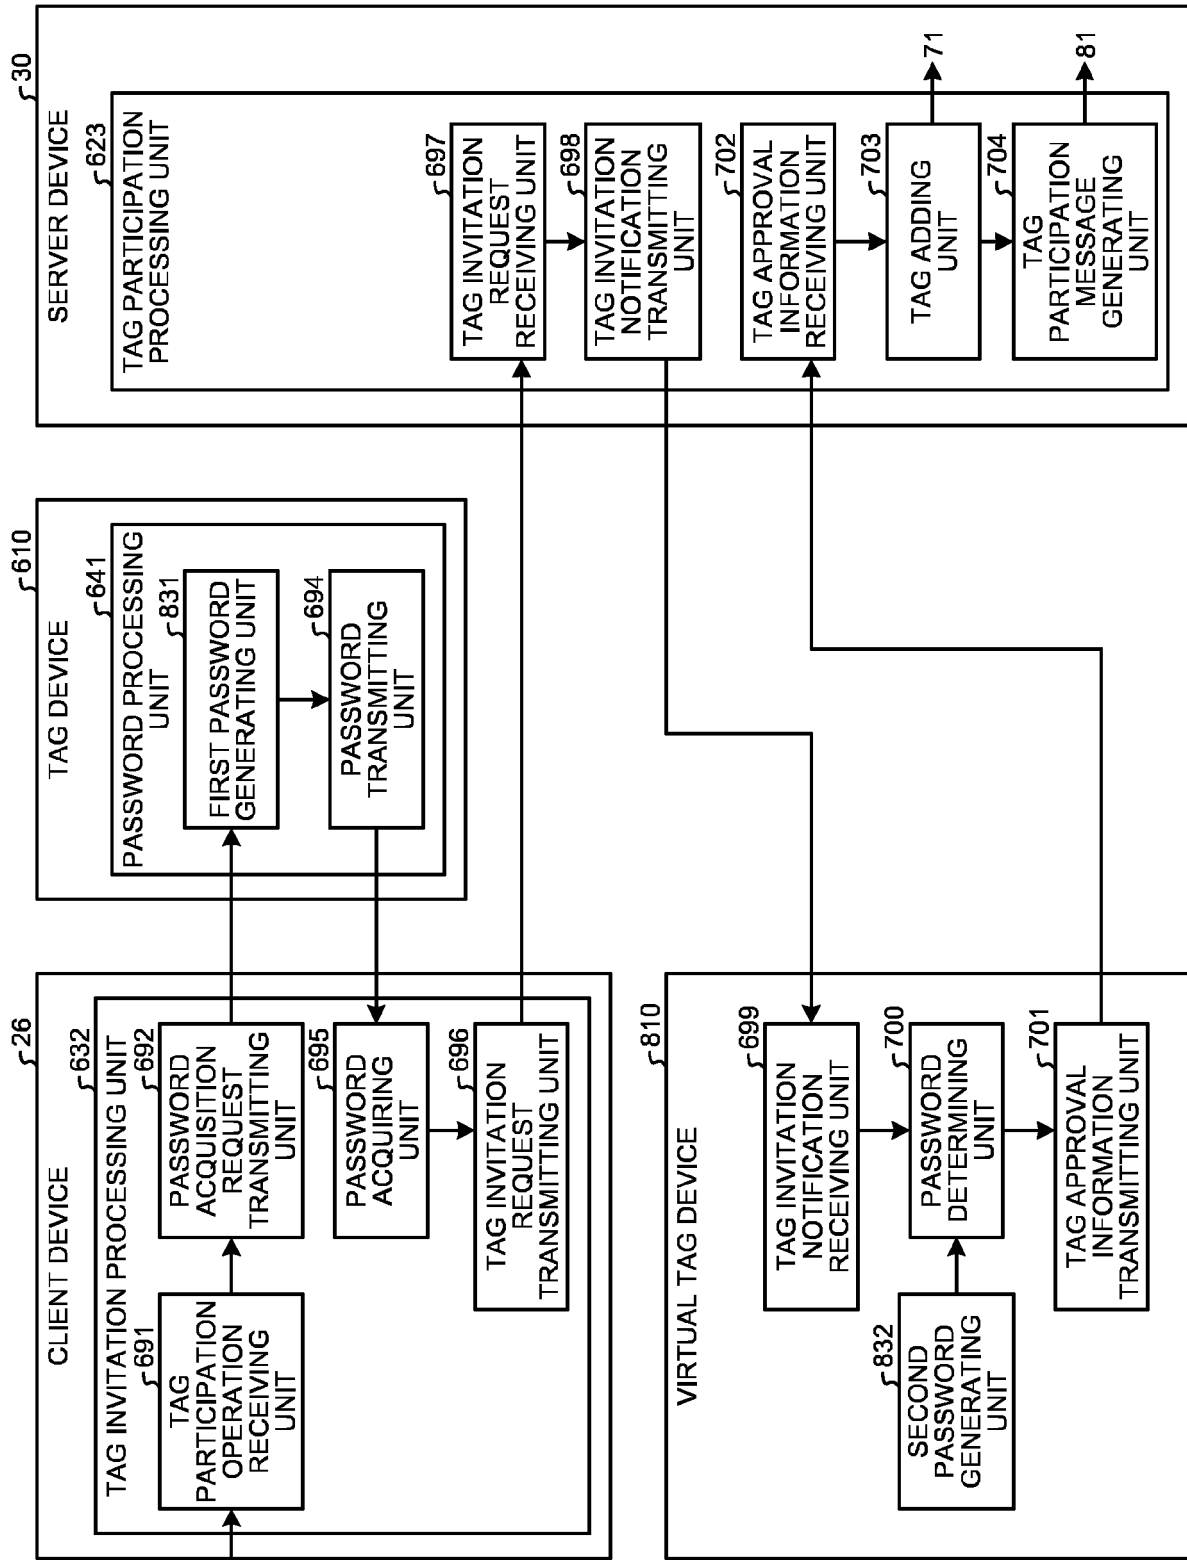 26
CLIENT DEVICE
632
TAG INVITATION PROCESSING UNIT
691
TAG
PARTICIPATION
OPERATION
RECEIVING
UNIT
692
PASSWORD
ACQUISITION
REQUEST
TRANSMITTING
UNIT
695
PASSWORD
ACQUIRING
UNIT
696
TAG INVITATION
REQUEST
TRANSMITTING UNIT
610
TAG DEVICE
641
PASSWORD PROCESSING
UNIT
831
FIRST PASSWORD
GENERATING UNIT
694
PASSWORD
TRANSMITTING
UNIT
30
SERVER DEVICE
623
TAG PARTICIPATION
PROCESSING UNIT
697
TAG INVITATION
REQUEST
RECEIVING UNIT
698
TAG INVITATION
NOTIFICATION
TRANSMITTING
UNIT
702
TAG APPROVAL
INFORMATION
RECEIVING UNIT
703
TAG ADDING
UNIT
71
704
TAG
PARTICIPATION
MESSAGE
GENERATING
UNIT
81
810
VIRTUAL TAG DEVICE
699
TAG INVITATION
NOTIFICATION
RECEIVING UNIT
832
SECOND
PASSWORD
GENERATING
UNIT
700
PASSWORD
DETERMINING
UNIT
701
TAG APPROVAL
INFORMATION
TRANSMITTING UNIT